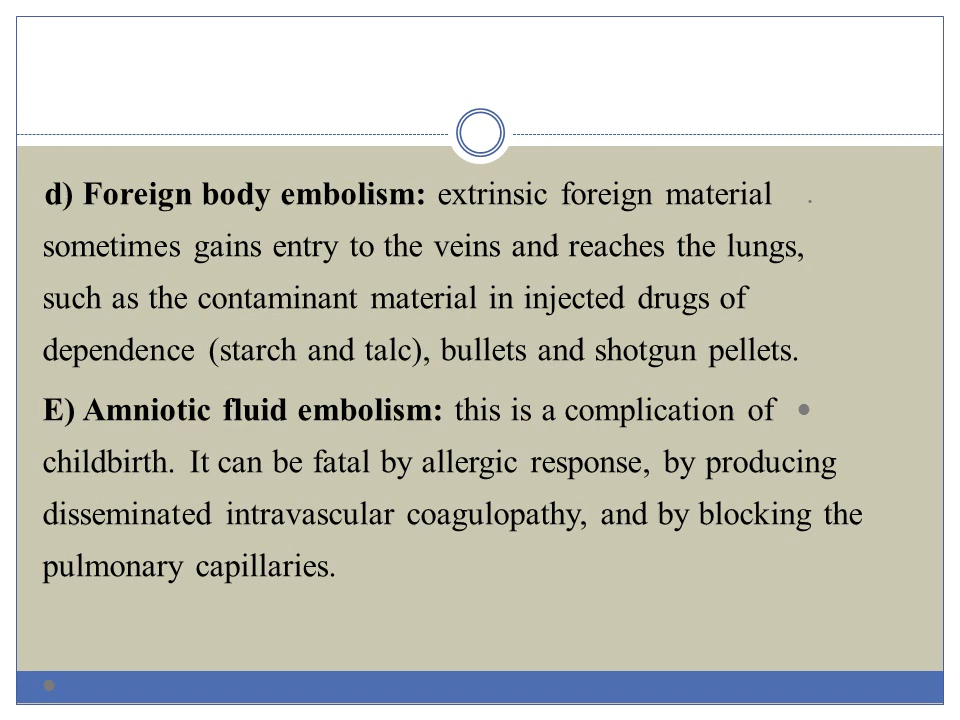 d) Foreign body embolism: extrinsic foreign material
sometimes gains entry to the veins and reaches the lungs,
such as the contaminant material in injected drugs of
dependence (starch and talc), bullets and shotgun pellets.
E) Amniotic fluid embolism: this is a complication of
childbirth. It can be fatal by allergic response, by producing
disseminated intravascular coagulopathy, and by blocking the
pulmonary capillaries.